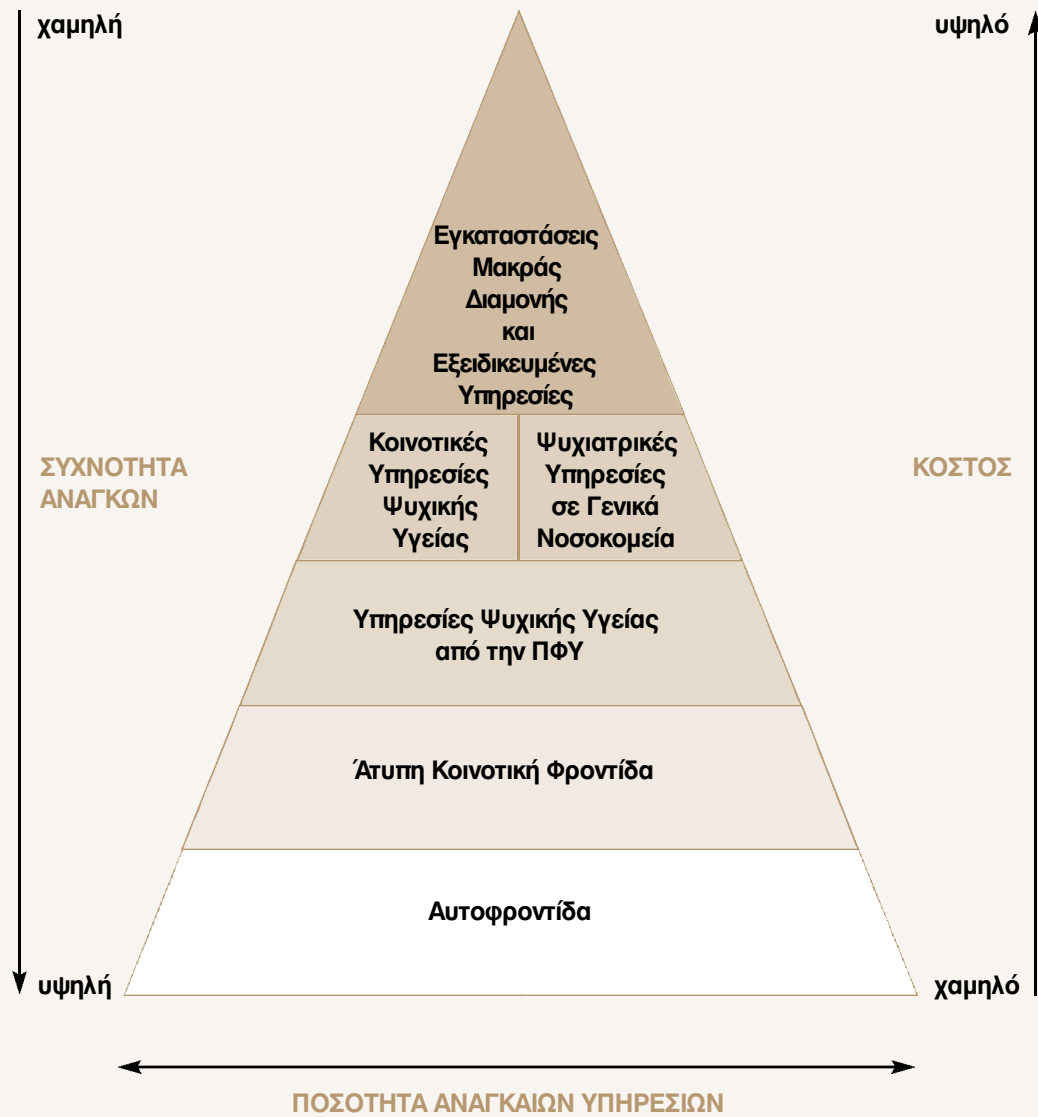 χαμηλή
υψηλό
Εγκαταστάσεις
Μακράς
Διαμονής
και
Εξειδικευμένες
Υπηρεσίες
ΣΥΧΝΟΤΗΤΑ
ΑΝΑΓΚΩΝ
Κοινοτικές
Υπηρεσίες
Ψυχικής
Υγείας
Ψυχιατρικές
Υπηρεσίες
σε Γενικά
Νοσοκομεία
ΚΟΣΤΟΣ
Υπηρεσίες Ψυχικής Υγείας
από την ΠΦΥ
Άτυπη Κοινοτική Φροντίδα
Αυτοφροντίδα
υψηλή
χαμηλό
ΠΟΣΟΤΗΤΑ ΑΝΑΓΚΑΙΩΝ ΥΠΗΡΕΣΙΩΝ